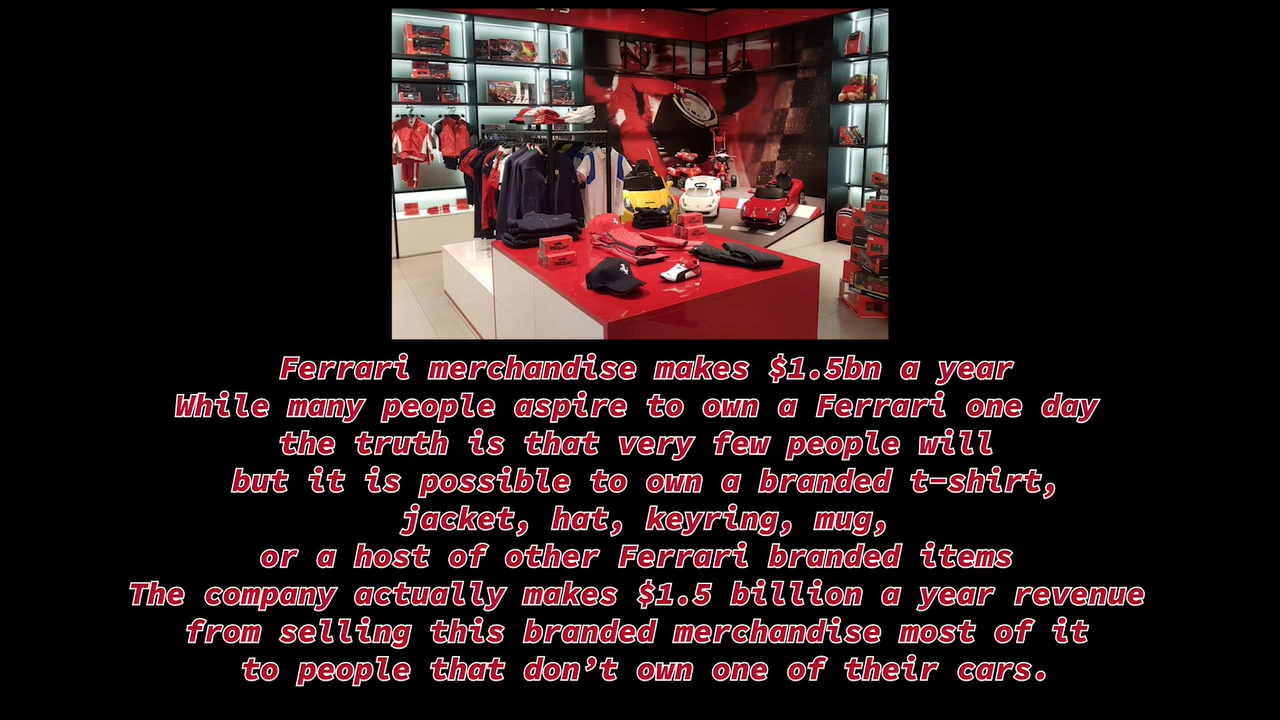 Ferrari merchandise makes $1.5bn a year
While many people aspire to own a Ferrari one day
the truth is that very few people will
but it is possible to own a branded t-shirt,
jacket, hat, keyring, mug,
or a host of other Ferrari branded items
The company actually makes $1.5 billion a year revenue
from selling this branded merchandise most of it
to people that don’t own one of their cars.